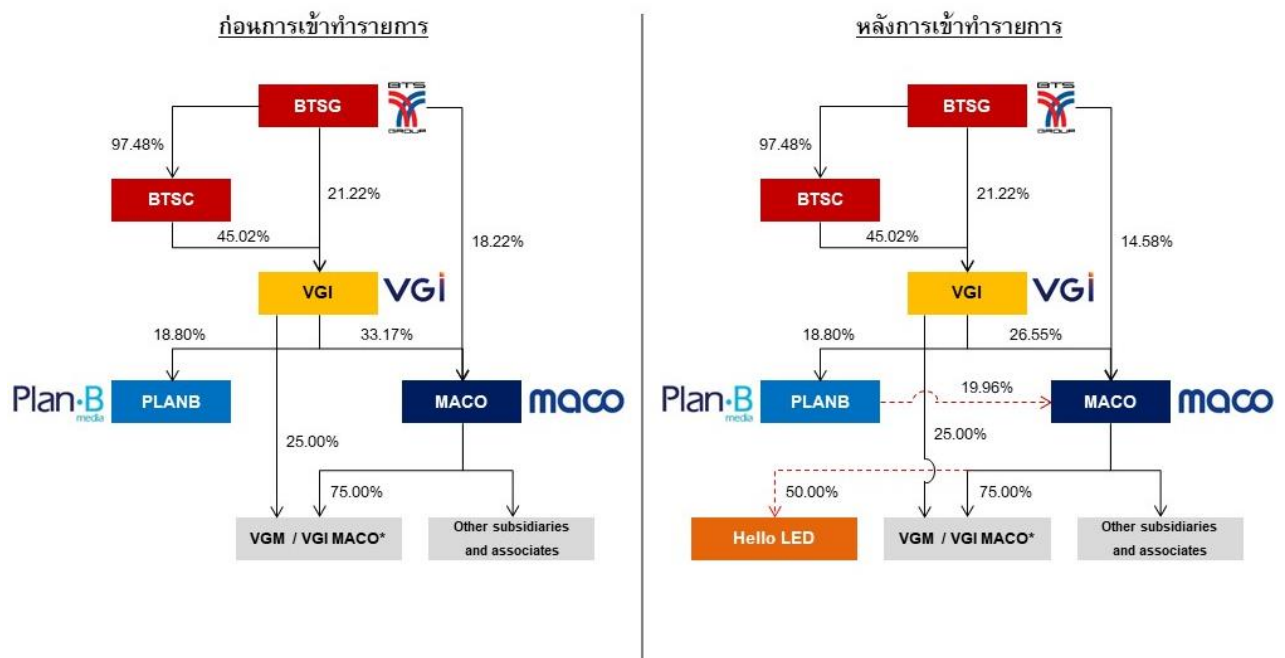 ก่อนการเข้าทำรายการ
BTSG
BTS
GROUP
97.48%
BTSC
21.22%
45.02%
18.22%
VGI
VGI
18.80%
33.17%
Plan·B
media
PLANB
MACO
maco
25.00%
75.00%
VGM / VGI MACO*
Other subsidiaries
and associates
หลังการเข้าทำรายการ
BTSG
BTS
GROUP
97.48%
BTSC
21.22%
45.02%
14.58%
VGI
VGI
18.80%
26.55%
Plan·B
media
PLANB
19.96%
MACO
maco
25.00%
50.00%
75.00%
Hello LED
VGM / VGI MACO*
Other subsidiaries
and associates